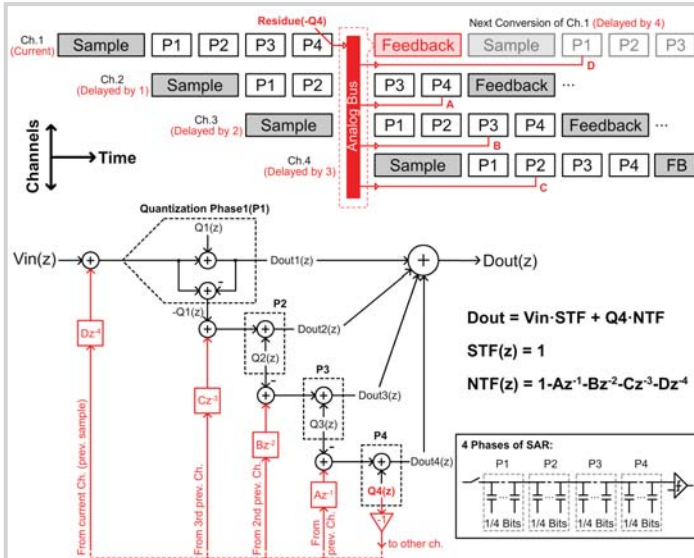 Residue(-Q4)
Next Conversion of Ch.1 (Delayed by 4)
Ch.1
(Current)
Sample P1 P2 P3 P4
Feedback Sample P1 P2 P3
D
Ch.2
(Delayed by 1)
Sample P1 P2
P3 P4 Feedback ...
A
Ch.3
(Delayed by 2)
Sample
P1 P2 P3 P4 Feedback ...
B
Ch.4
(Delayed by 3)
Sample P1 P2 P3 P4 FB
C
Analog Bus
Channels
Time
Quantization Phase1(P1)
Q1(z)
Vin(z)
Dout1(z)
Dout(z)
-
-Q1(z)
P2
Dout2(z)
Q2(z)
-
P3
Dout3(z)
Q3(z)
-
P4
Dout4(z)
Q4(z)
-1
to other ch.
Dz⁻⁴
Cz⁻³
Bz⁻²
Az⁻¹
From current Ch. (prev. sample)
From 3rd prev. Ch.
From 2nd prev. Ch.
From
prev. Ch.
Dout = Vin·STF + Q4·NTF
STF(z) = 1
NTF(z) = 1-Az⁻¹-Bz⁻²-Cz⁻³-Dz⁻⁴
4 Phases of SAR:
P1 P2 P3 P4
1/4 Bits 1/4 Bits 1/4 Bits 1/4 Bits